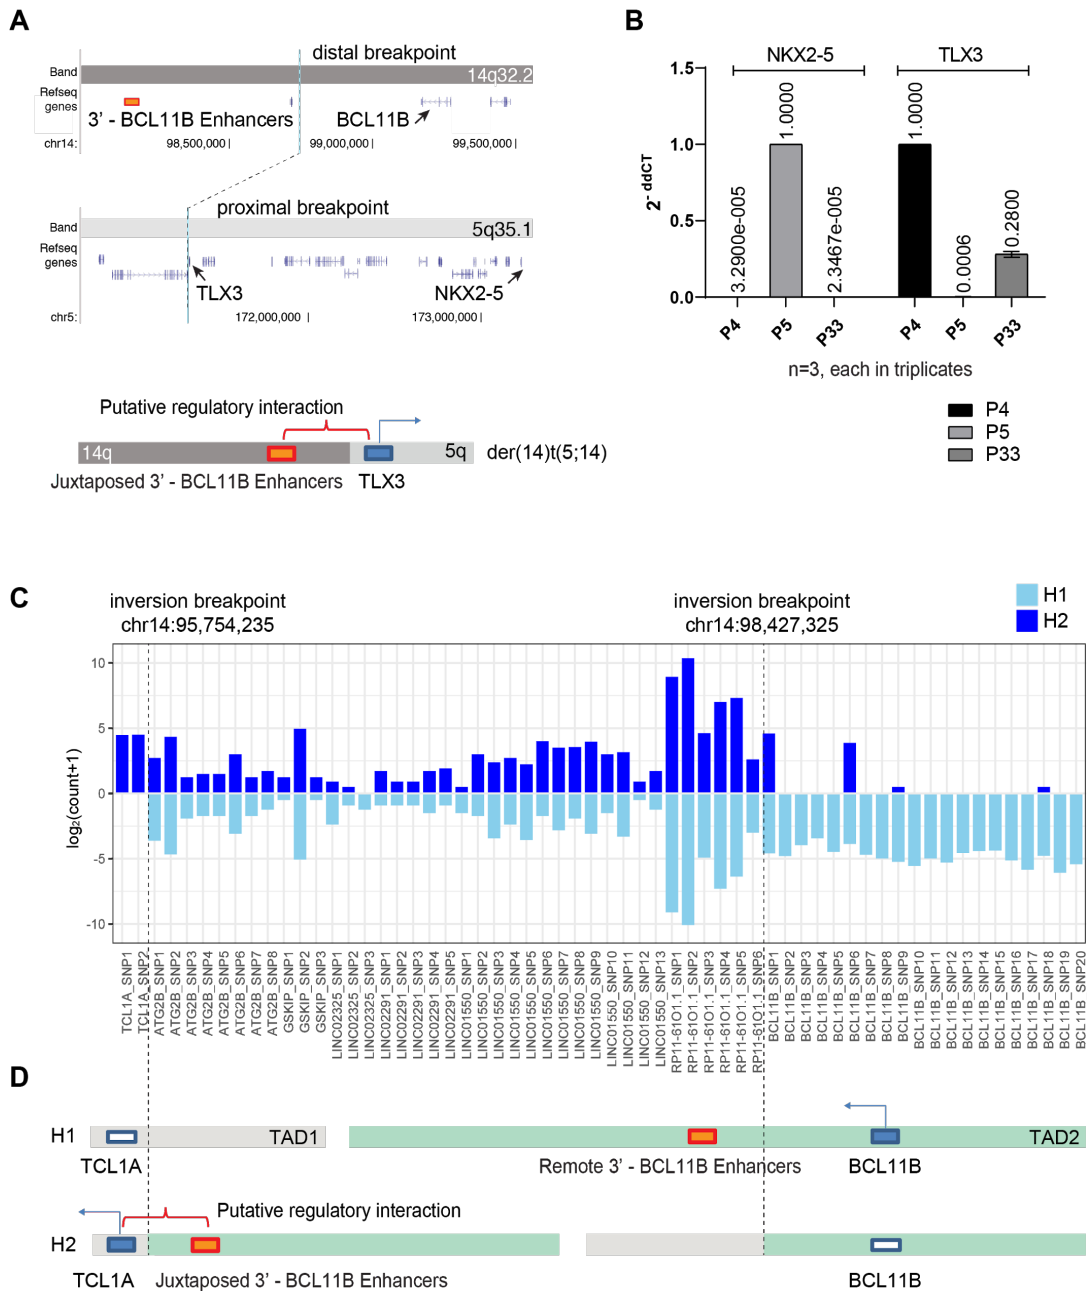 A
distal breakpoint
Band
14q32.2
Refseq
genes
3' - BCL11B Enhancers
BCL11B
chr14:
98,500,000
99,000,000
99,500,000
proximal breakpoint
Band
5q35.1
Refseq
genes
TLX3
NKX2-5
chr5:
172,000,000
173,000,000
Putative regulatory interaction
14q
5q
der(14)t(5;14)
Juxtaposed 3' - BCL11B Enhancers
TLX3
B
NKX2-5
TLX3
2^- ddCT
1.5
1.0
0.5
0.0
3.2900e-005
1.0000
2.3467e-005
1.0000
0.0006
0.2800
P4
P5
P33
P4
P5
P33
n=3, each in triplicates
P4
P5
P33
C
inversion breakpoint
chr14:95,754,235
inversion breakpoint
chr14:98,427,325
H1
H2
log₂(count+1)
10
5
0
-5
-10
TCL1A_SNP1
TCL1A_SNP2
ATG2B_SNP1
ATG2B_SNP2
ATG2B_SNP3
ATG2B_SNP4
ATG2B_SNP5
ATG2B_SNP6
ATG2B_SNP7
ATG2B_SNP8
GSKIP_SNP1
GSKIP_SNP2
GSKIP_SNP3
LINC02325_SNP1
LINC02325_SNP2
LINC02325_SNP3
LINC02291_SNP1
LINC02291_SNP2
LINC02291_SNP3
LINC02291_SNP4
LINC02291_SNP5
LINC01550_SNP1
LINC01550_SNP2
LINC01550_SNP3
LINC01550_SNP4
LINC01550_SNP5
LINC01550_SNP6
LINC01550_SNP7
LINC01550_SNP8
LINC01550_SNP9
LINC01550_SNP10
LINC01550_SNP11
LINC01550_SNP12
LINC01550_SNP13
RP11-61O1.1_SNP1
RP11-61O1.1_SNP2
RP11-61O1.1_SNP3
RP11-61O1.1_SNP4
RP11-61O1.1_SNP5
RP11-61O1.1_SNP6
BCL11B_SNP1
BCL11B_SNP2
BCL11B_SNP3
BCL11B_SNP4
BCL11B_SNP5
BCL11B_SNP6
BCL11B_SNP7
BCL11B_SNP8
BCL11B_SNP9
BCL11B_SNP10
BCL11B_SNP11
BCL11B_SNP12
BCL11B_SNP13
BCL11B_SNP14
BCL11B_SNP15
BCL11B_SNP16
BCL11B_SNP17
BCL11B_SNP18
BCL11B_SNP19
BCL11B_SNP20
D
H1
TAD1
TAD2
TCL1A
Remote 3' - BCL11B Enhancers
BCL11B
Putative regulatory interaction
H2
TCL1A
Juxtaposed 3' - BCL11B Enhancers
BCL11B